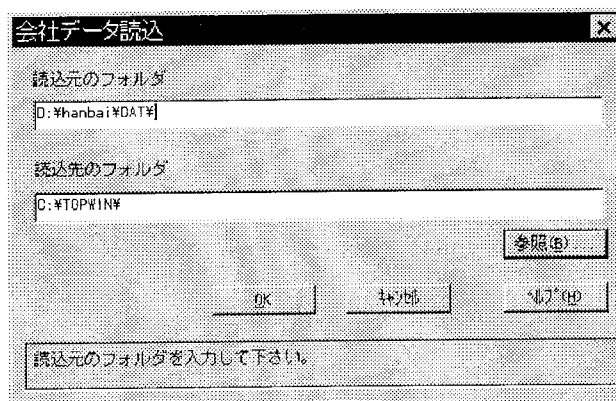 会社データ読込
読込元のフォルダ
D:¥hanbai¥DAT¥
読込先のフォルダ
C:¥TOPWIN¥
参照(B)...
OK
ｷｬﾝｾﾙ
ﾍﾙﾌﾟ(H)
読込元のフォルダを入力して下さい。